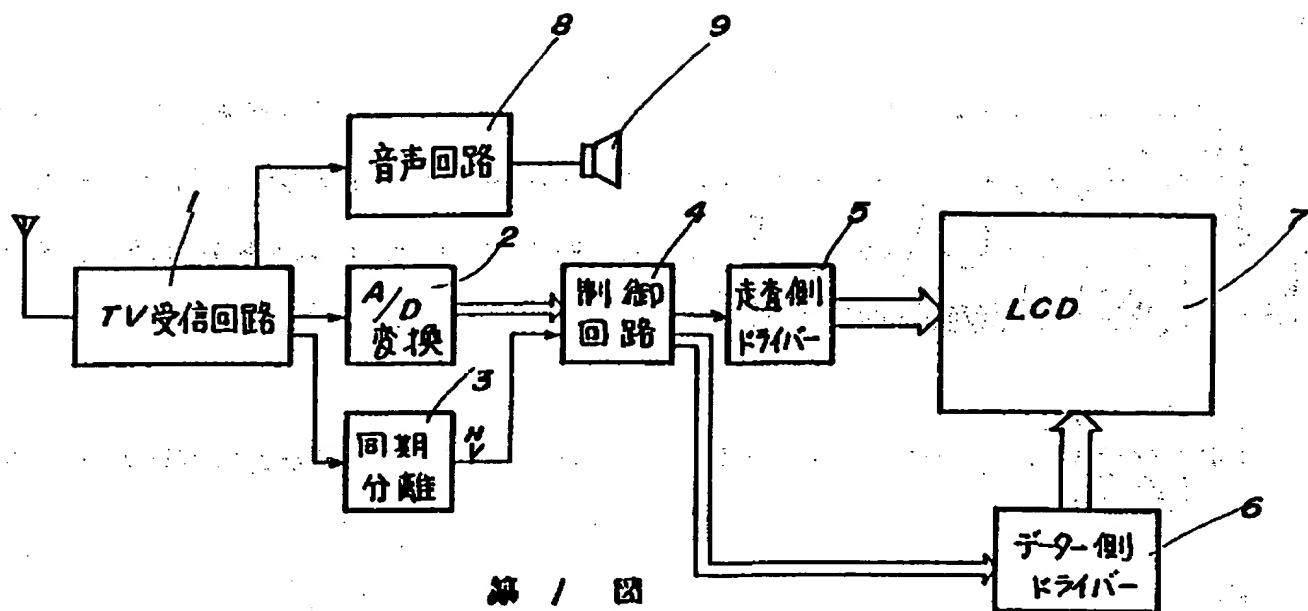 8
9
音声回路
1
2
4
5
7
TV受信回路
A/D
変換
制御
回路
走査側
ドライバー
LCD
3
H
V
同期
分離
6
データー側
ドライバー
第1図